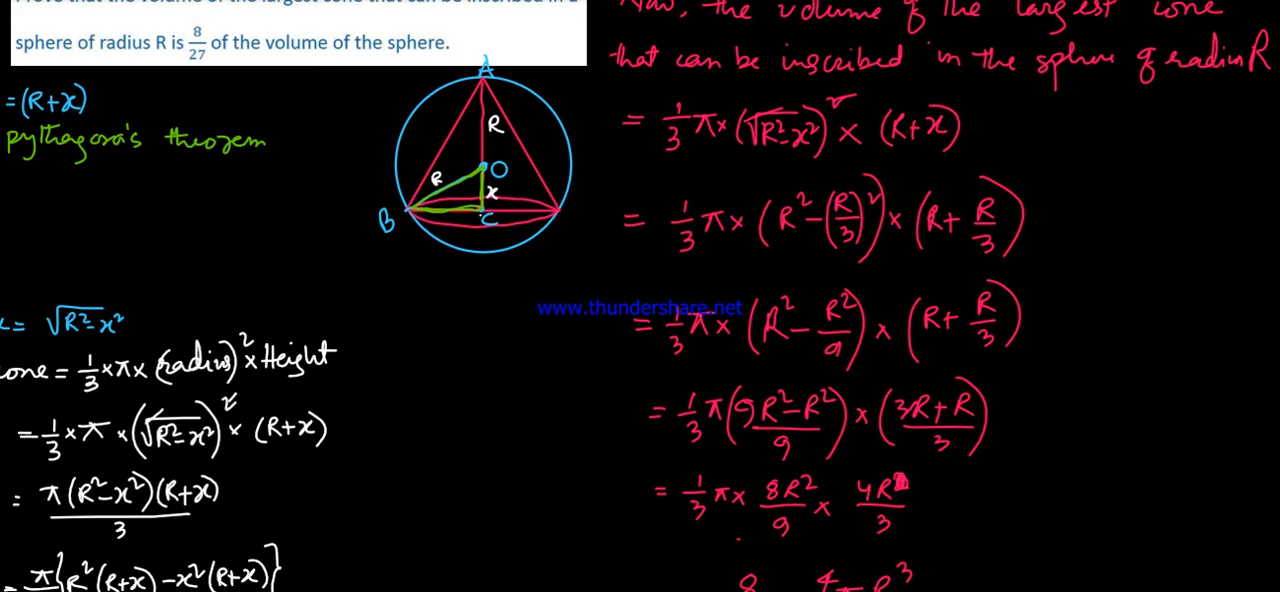 Prove that the volume of the largest cone that can be inscribed in a
sphere of radius R is 8/27 of the volume of the sphere.
= (R+x)
pythagora's theorem
A
R
R
O
x
B
C
= √R²-x²
cone = 1/3 × π × (radius)² × Height
= 1/3 × π × (√R²-x²)² × (R+x)
= π(R²-x²)(R+x)/3
= π{R²(R+x) - x²(R+x)}
Now, the volume of the largest cone
that can be inscribed in the sphere of radius R
= 1/3 π × (√R²-x²)² × (R+x)
= 1/3 π × (R² - (R/3)²) × (R + R/3)
www.thundershare.net
= 1/3 π × (R² - R²/9) × (R + R/3)
= 1/3 π (9R²-R²/9) × (3R+R/3)
= 1/3 π × 8R²/9 × 4R/3
8 4 π R³